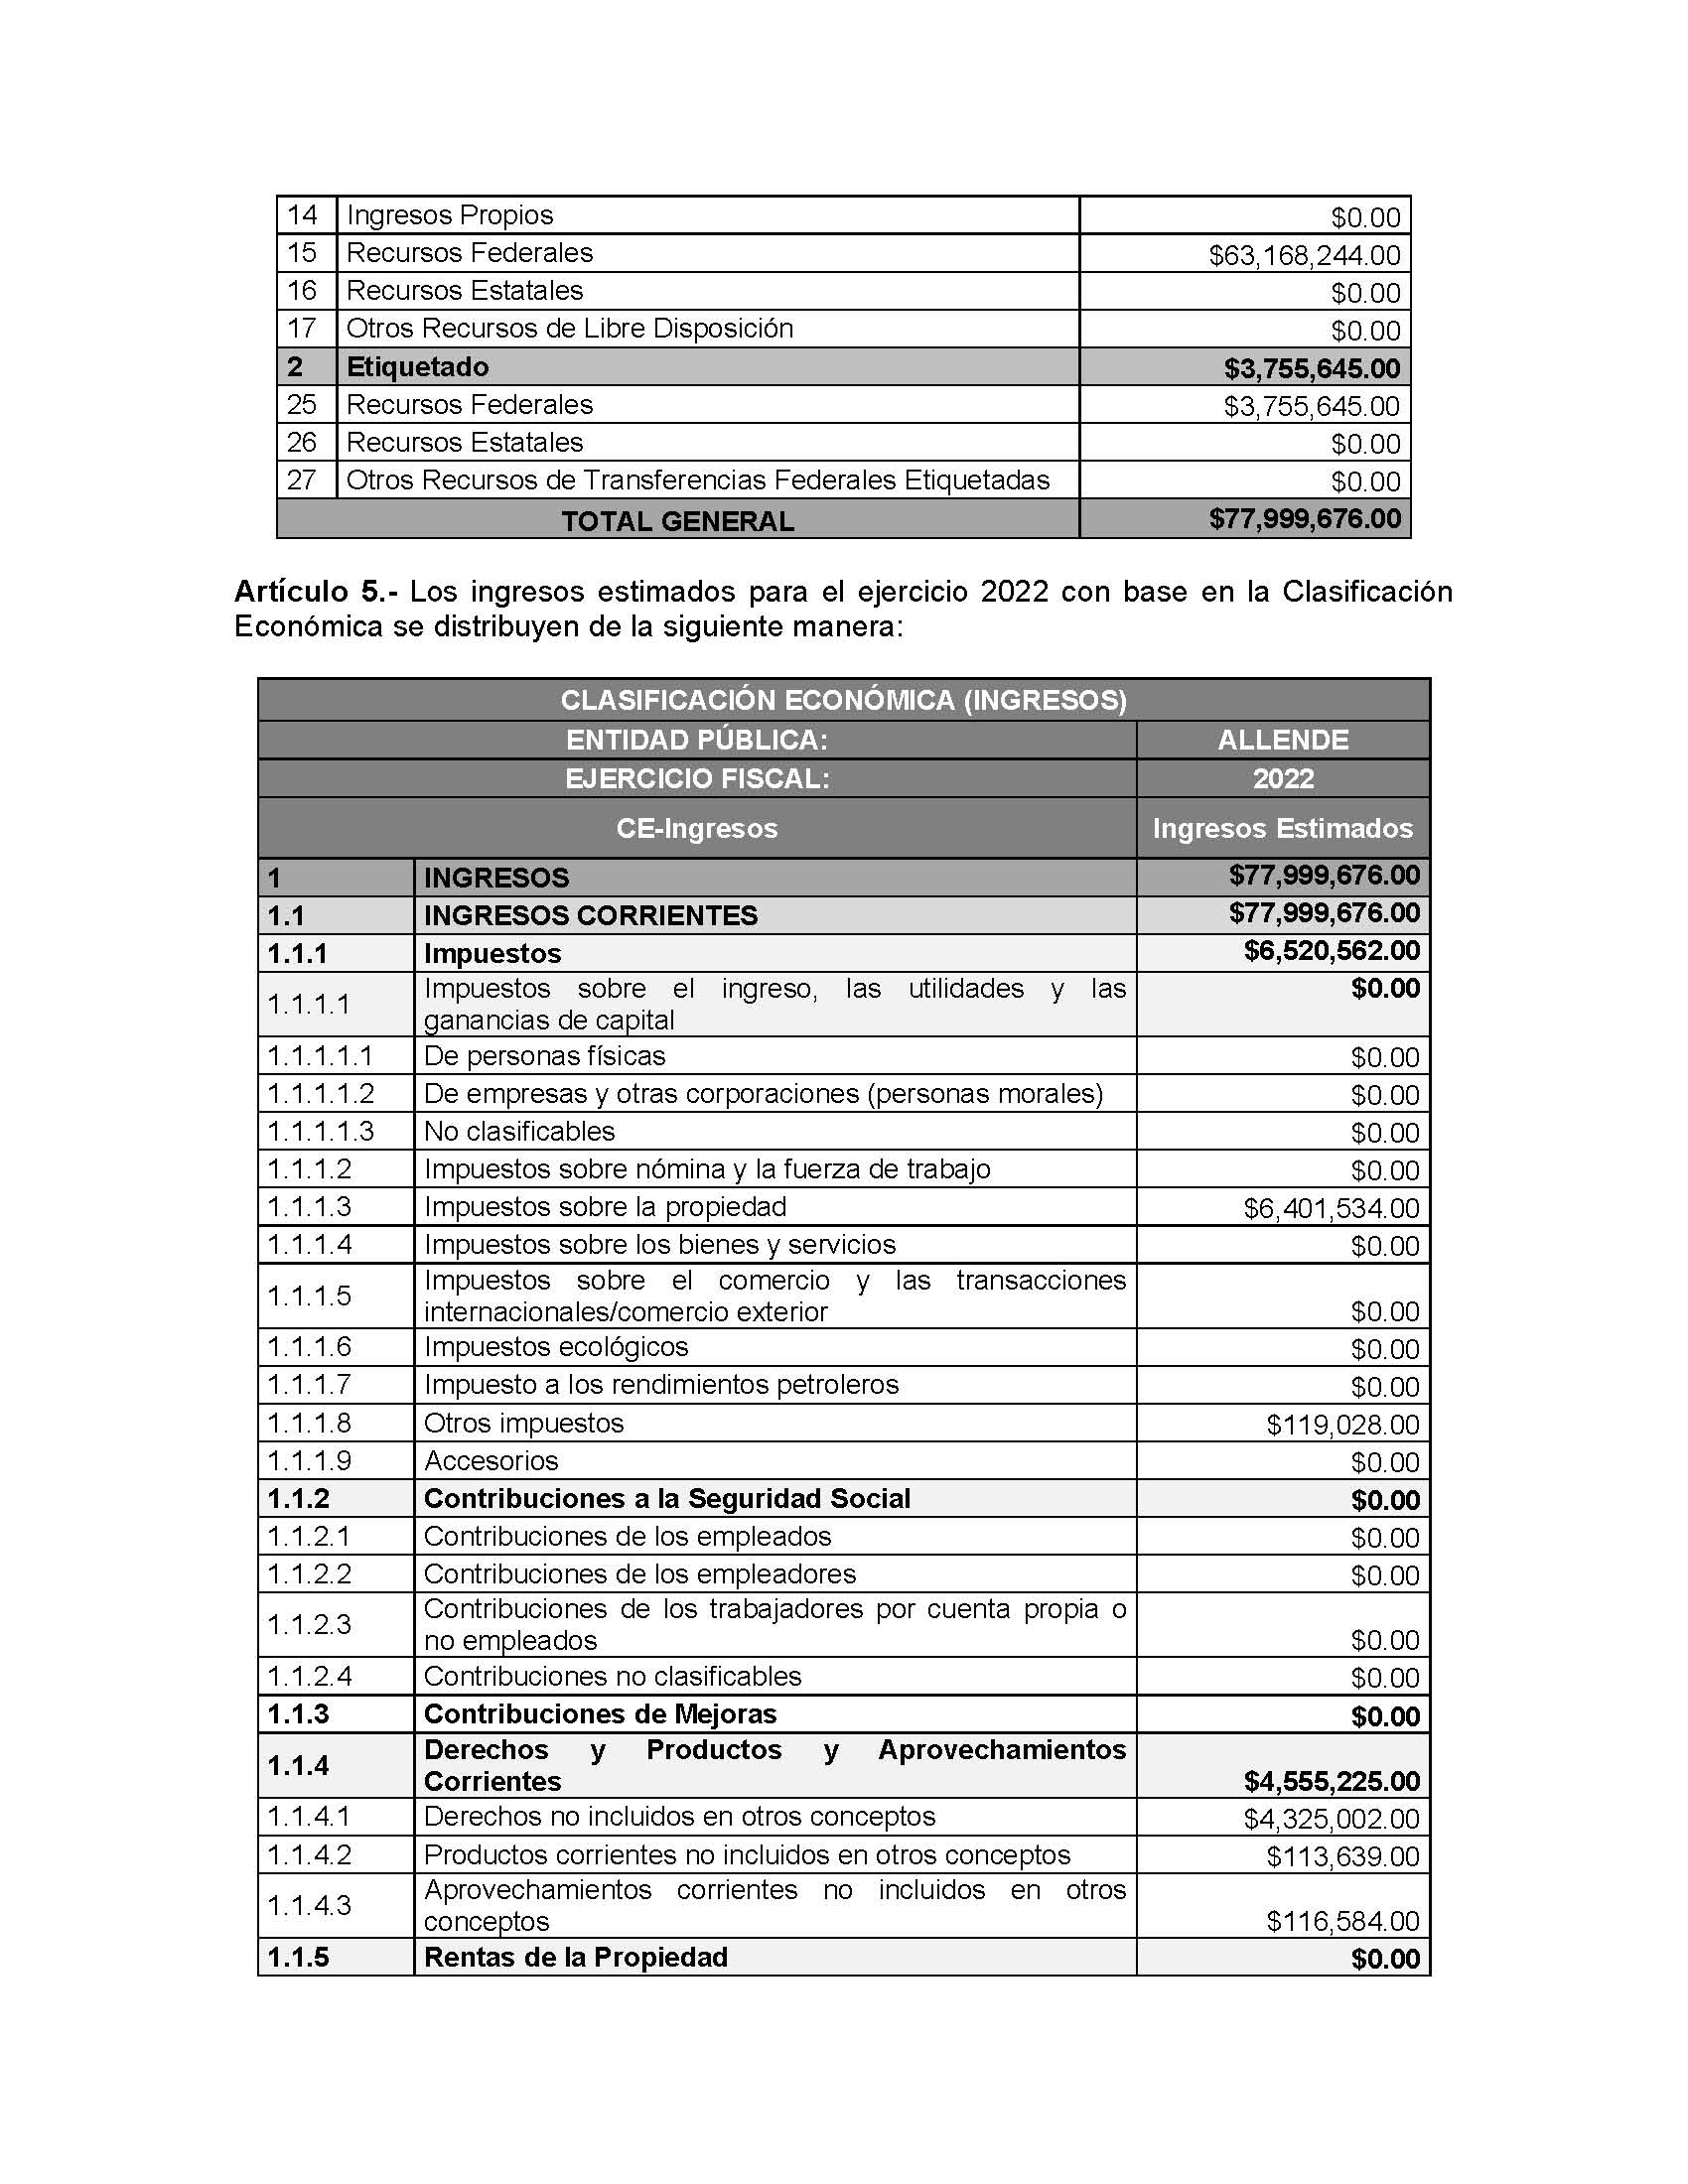 14 Ingresos Propios $0.00
15 Recursos Federales $63,168,244.00
16 Recursos Estatales $0.00
17 Otros Recursos de Libre Disposición $0.00
2 Etiquetado $3,755,645.00
25 Recursos Federales $3,755,645.00
26 Recursos Estatales $0.00
27 Otros Recursos de Transferencias Federales Etiquetadas $0.00
TOTAL GENERAL $77,999,676.00
Artículo 5.- Los ingresos estimados para el ejercicio 2022 con base en la Clasificación
Económica se distribuyen de la siguiente manera:
CLASIFICACIÓN ECONÓMICA (INGRESOS)
ENTIDAD PÚBLICA: ALLENDE
EJERCICIO FISCAL: 2022
CE-Ingresos Ingresos Estimados
1 INGRESOS $77,999,676.00
1.1 INGRESOS CORRIENTES $77,999,676.00
1.1.1 Impuestos $6,520,562.00
1.1.1.1 Impuestos sobre el ingreso, las utilidades y las
ganancias de capital $0.00
1.1.1.1.1 De personas físicas $0.00
1.1.1.1.2 De empresas y otras corporaciones (personas morales) $0.00
1.1.1.1.3 No clasificables $0.00
1.1.1.2 Impuestos sobre nómina y la fuerza de trabajo $0.00
1.1.1.3 Impuestos sobre la propiedad $6,401,534.00
1.1.1.4 Impuestos sobre los bienes y servicios $0.00
1.1.1.5 Impuestos sobre el comercio y las transacciones
internacionales/comercio exterior $0.00
1.1.1.6 Impuestos ecológicos $0.00
1.1.1.7 Impuesto a los rendimientos petroleros $0.00
1.1.1.8 Otros impuestos $119,028.00
1.1.1.9 Accesorios $0.00
1.1.2 Contribuciones a la Seguridad Social $0.00
1.1.2.1 Contribuciones de los empleados $0.00
1.1.2.2 Contribuciones de los empleadores $0.00
1.1.2.3 Contribuciones de los trabajadores por cuenta propia o
no empleados $0.00
1.1.2.4 Contribuciones no clasificables $0.00
1.1.3 Contribuciones de Mejoras $0.00
1.1.4 Derechos y Productos y Aprovechamientos
Corrientes $4,555,225.00
1.1.4.1 Derechos no incluidos en otros conceptos $4,325,002.00
1.1.4.2 Productos corrientes no incluidos en otros conceptos $113,639.00
1.1.4.3 Aprovechamientos corrientes no incluidos en otros
conceptos $116,584.00
1.1.5 Rentas de la Propiedad $0.00